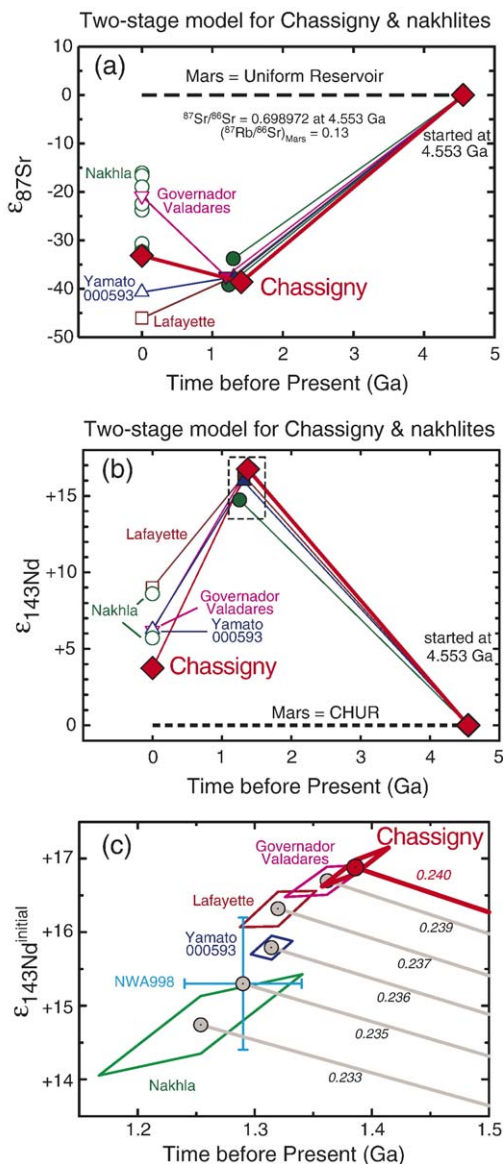 Two-stage model for Chassigny & nakhlites
(a)
Mars = Uniform Reservoir
87Sr/86Sr = 0.698972 at 4.553 Ga
(87Rb/86Sr)Mars = 0.13
started at
4.553 Ga
Nakhla
Governador
Valadares
Yamato
000593
Chassigny
Lafayette
ε87Sr
10
0
-10
-20
-30
-40
-50
0 1 2 3 4 5
Time before Present (Ga)
Two-stage model for Chassigny & nakhlites
(b)
ε143Nd
+15
+10
+5
0
Lafayette
Nakhla
Governador
Valadares
Yamato
000593
Chassigny
started at
4.553 Ga
Mars = CHUR
0 1 2 3 4 5
Time before Present (Ga)
(c)
Chassigny
Governador
Valadares
Lafayette
Yamato
000593
NWA998
Nakhla
0.240
0.239
0.237
0.236
0.235
0.233
ε143Nd initial
+17
+16
+15
+14
1.2 1.3 1.4 1.5
Time before Present (Ga)